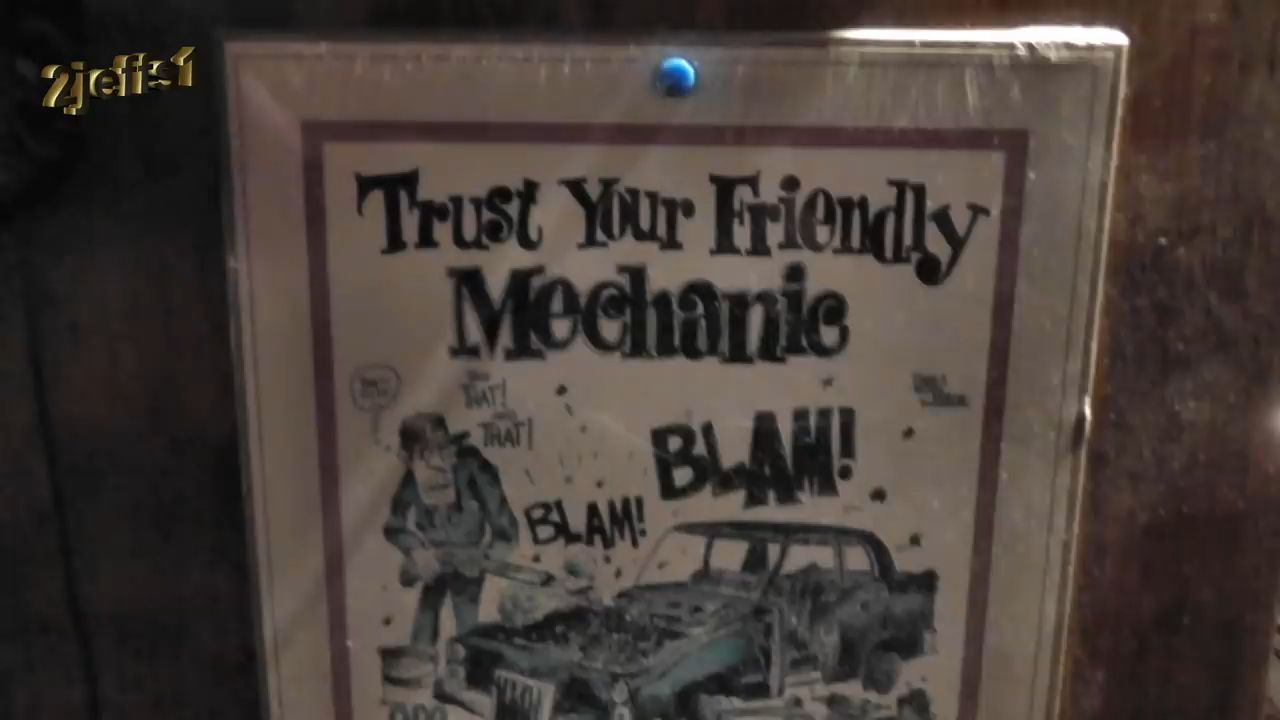 2jeffs1
Trust Your Friendly
Mechanic
THAT!
THAT!
BLAM!
BLAM!